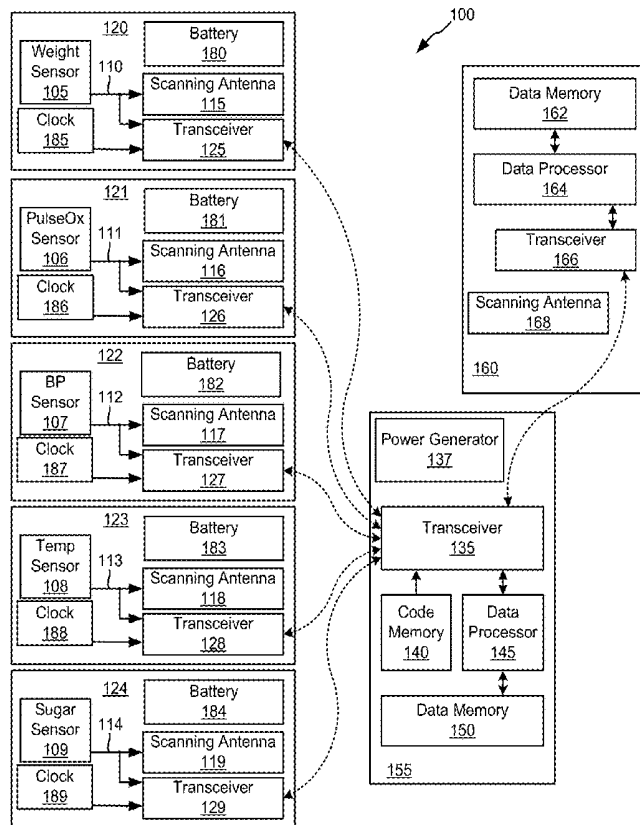 100
120
Weight
Sensor
105
110
Clock
185
Battery
180
Scanning Antenna
115
Transceiver
125
121
PulseOx
Sensor
106
111
Clock
186
Battery
181
Scanning Antenna
116
Transceiver
126
122
BP
Sensor
107
112
Clock
187
Battery
182
Scanning Antenna
117
Transceiver
127
123
Temp
Sensor
108
113
Clock
188
Battery
183
Scanning Antenna
118
Transceiver
128
124
Sugar
Sensor
109
114
Clock
189
Battery
184
Scanning Antenna
119
Transceiver
129
Data Memory
162
Data Processor
164
Transceiver
166
Scanning Antenna
168
160
Power Generator
137
Transceiver
135
Code
Memory
140
Data
Processor
145
Data Memory
150
155